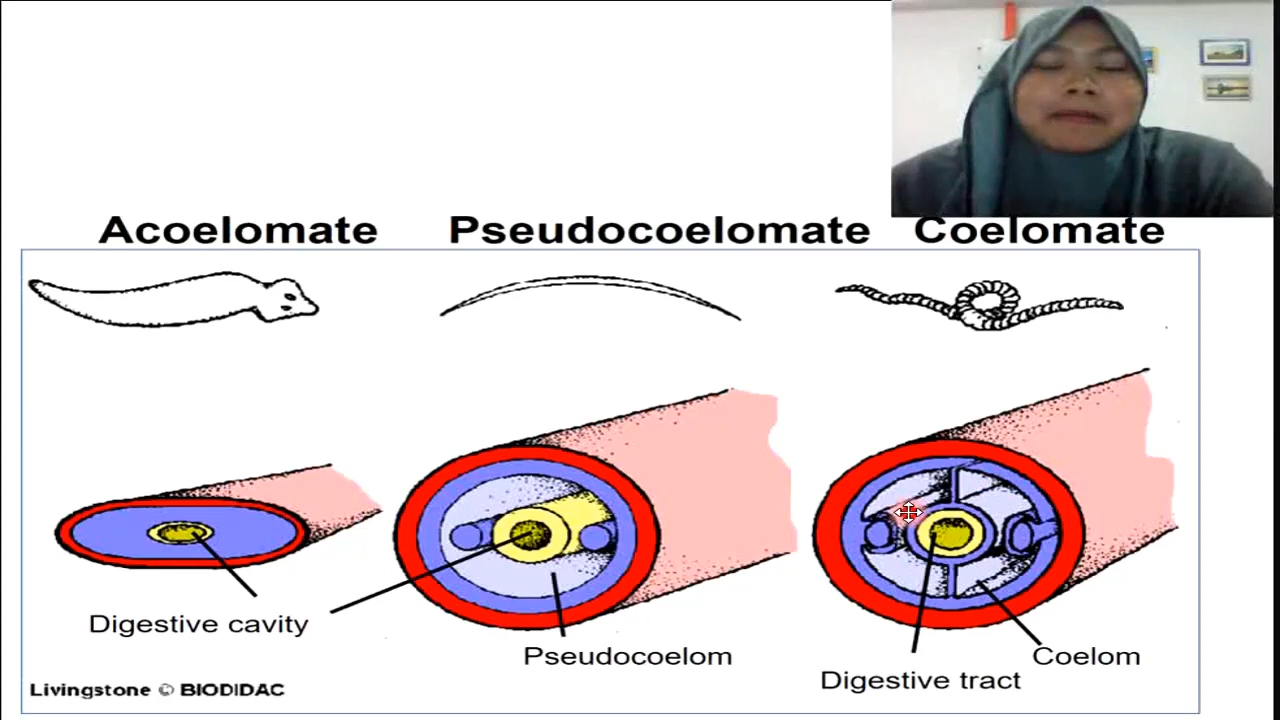 Acoelomate Pseudocoelomate Coelomate
Digestive cavity
Pseudocoelom
Coelom
Digestive tract
Livingstone © BIODIDAC